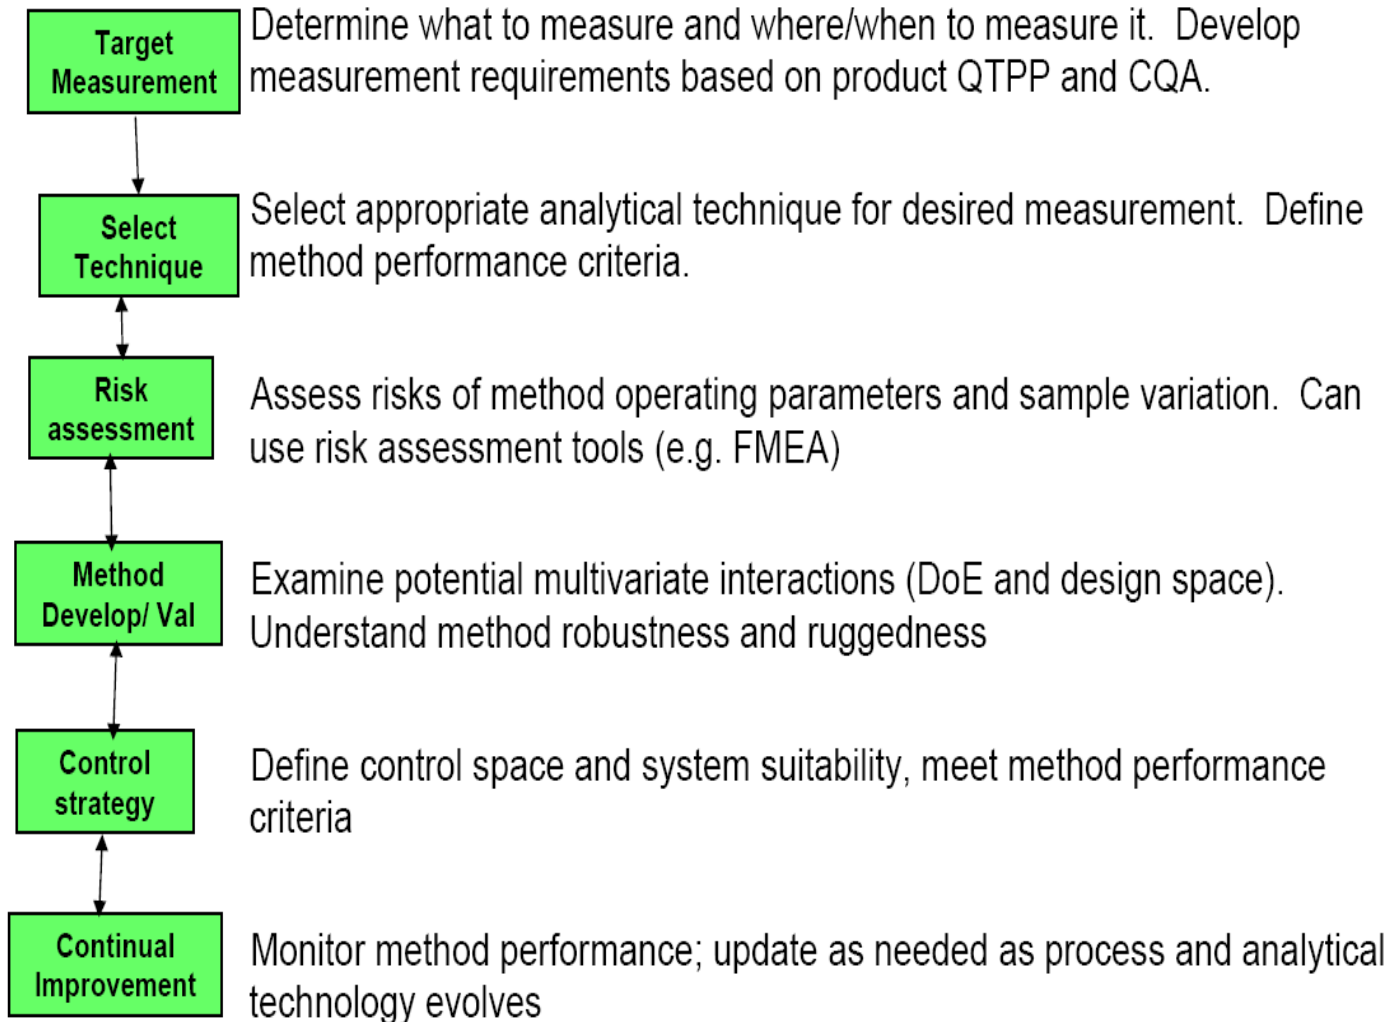 Target
Measurement
Determine what to measure and where/when to measure it. Develop
measurement requirements based on product QTPP and CQA.
Select
Technique
Select appropriate analytical technique for desired measurement. Define
method performance criteria.
Risk
assessment
Assess risks of method operating parameters and sample variation. Can
use risk assessment tools (e.g. FMEA)
Method
Develop/ Val
Examine potential multivariate interactions (DoE and design space).
Understand method robustness and ruggedness
Control
strategy
Define control space and system suitability, meet method performance
criteria
Continual
Improvement
Monitor method performance; update as needed as process and analytical
technology evolves